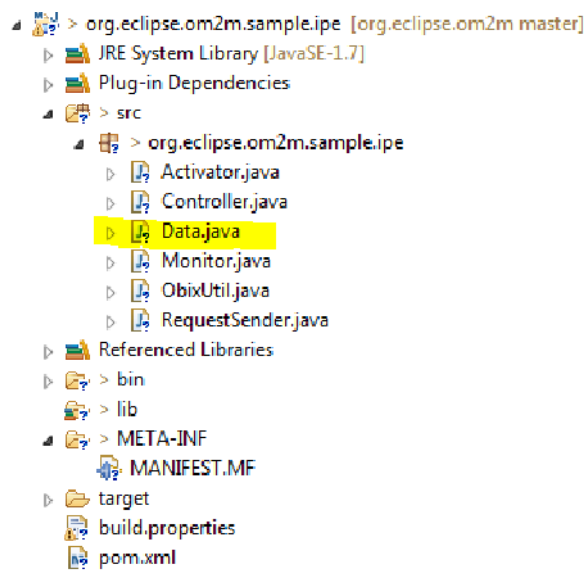 > org.eclipse.om2m.sample.ipe [org.eclipse.om2m master]
JRE System Library [JavaSE-1.7]
Plug-in Dependencies
> src
> org.eclipse.om2m.sample.ipe
Activator.java
Controller.java
Data.java
Monitor.java
ObixUtil.java
RequestSender.java
Referenced Libraries
> bin
> lib
> META-INF
MANIFEST.MF
target
build.properties
pom.xml